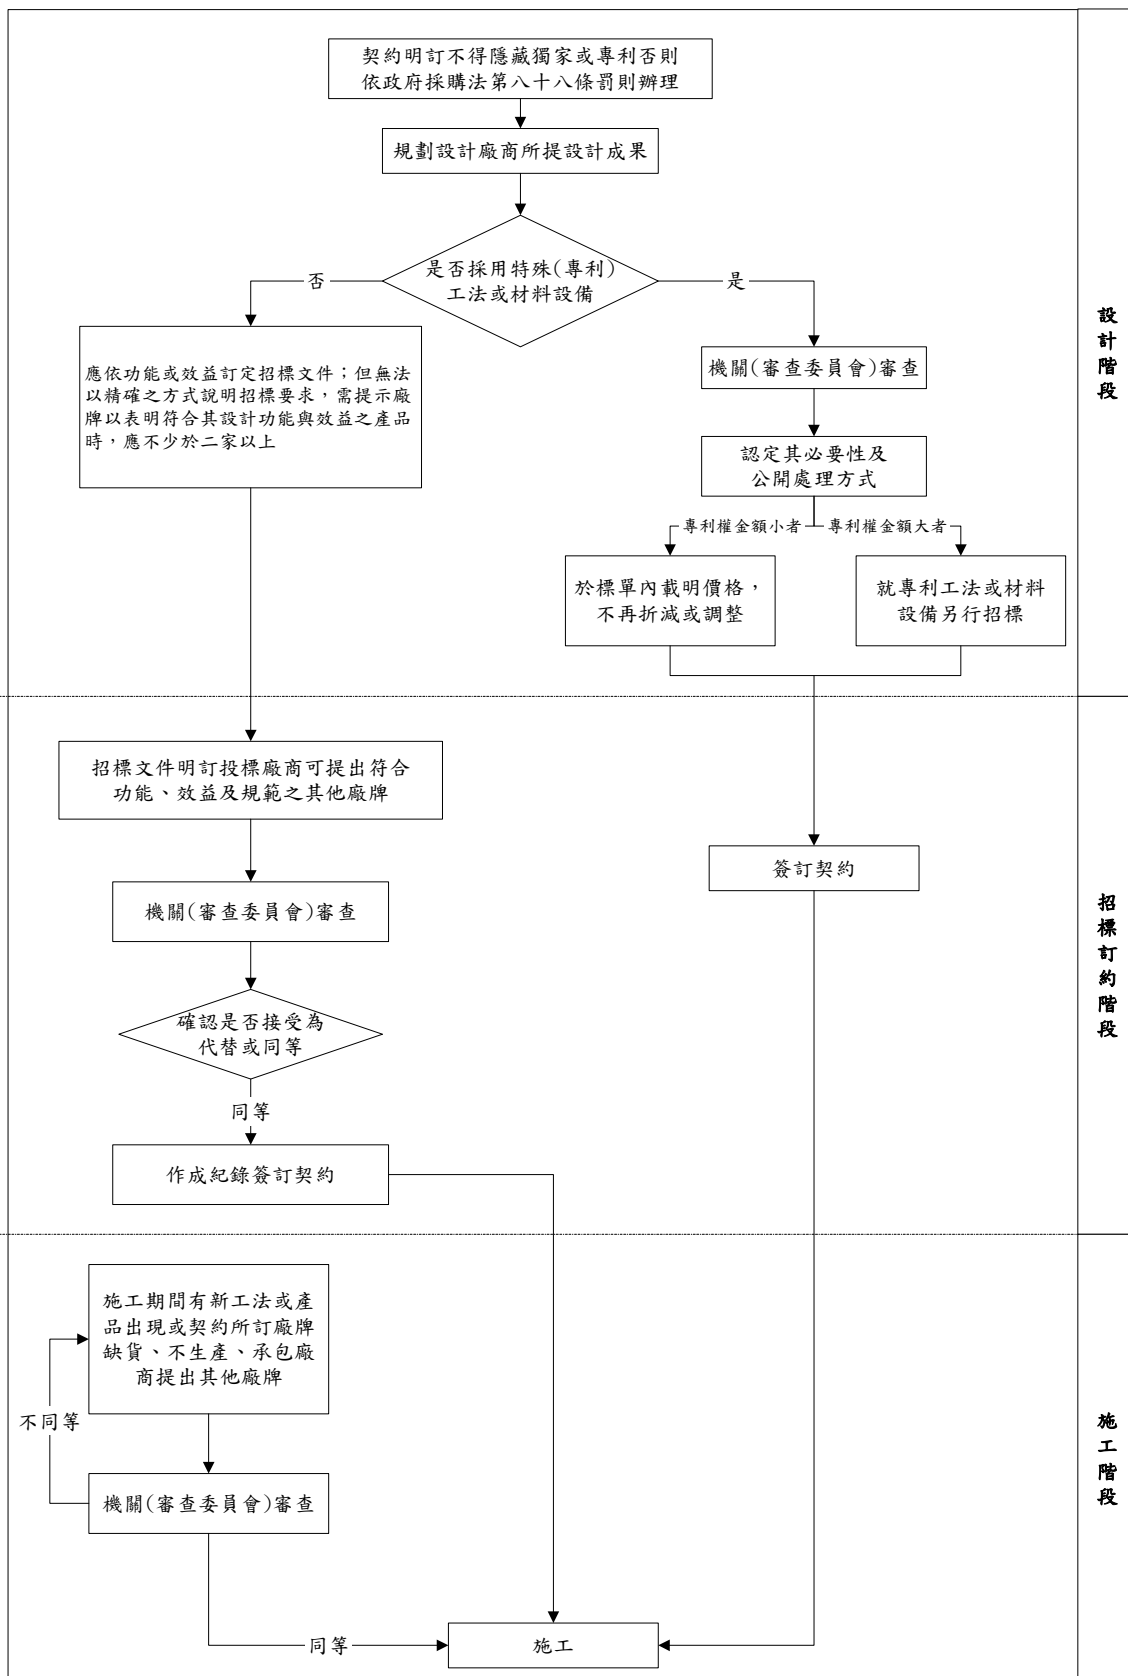 契約明訂不得隱藏獨家或專利否則
依政府採購法第八十八條罰則辦理
規劃設計廠商所提設計成果
是否採用特殊(專利)
工法或材料設備
否
是
應依功能或效益訂定招標文件；但無法
以精確之方式說明招標要求，需提示廠
牌以表明符合其設計功能與效益之產品
時，應不少於二家以上
機關(審查委員會)審查
認定其必要性及
公開處理方式
專利權金額小者
專利權金額大者
於標單內載明價格，
不再折減或調整
就專利工法或材料
設備另行招標
設計階段
招標文件明訂投標廠商可提出符合
功能、效益及規範之其他廠牌
機關(審查委員會)審查
確認是否接受為
代替或同等
同等
作成紀錄簽訂契約
簽訂契約
招標訂約階段
施工期間有新工法或產
品出現或契約所訂廠牌
缺貨、不生產、承包廠
商提出其他廠牌
不同等
機關(審查委員會)審查
同等
施工
施工階段